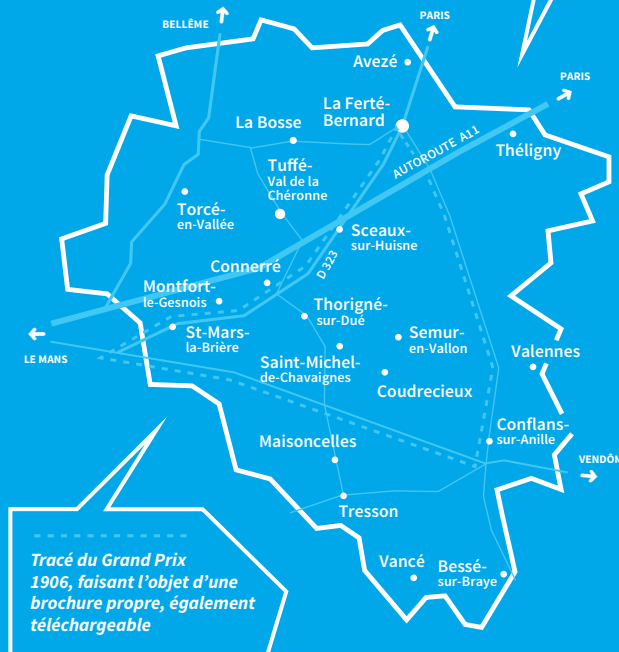 BELLÊME
PARIS
Avezé
PARIS
La Ferté-
Bernard
La Bosse
AUTOROUTE A11
Théligny
Tuffé-
Val de la
Chéronne
Torcé-
en-Vallée
Sceaux-
sur-Huisne
Connerré
D 323
Montfort-
le-Gesnois
Thorigné-
sur-Dué
St-Mars-
la-Brière
Semur-
en-Vallon
LE MANS
Valennes
Saint-Michel-
de-Chavaignes
Coudrecieux
Conflans-
sur-Anille
Maisoncelles
VENDÔM
Tresson
Vancé
Bessé-
sur-Braye
Tracé du Grand Prix
1906, faisant l’objet d’une
brochure propre, également
téléchargeable